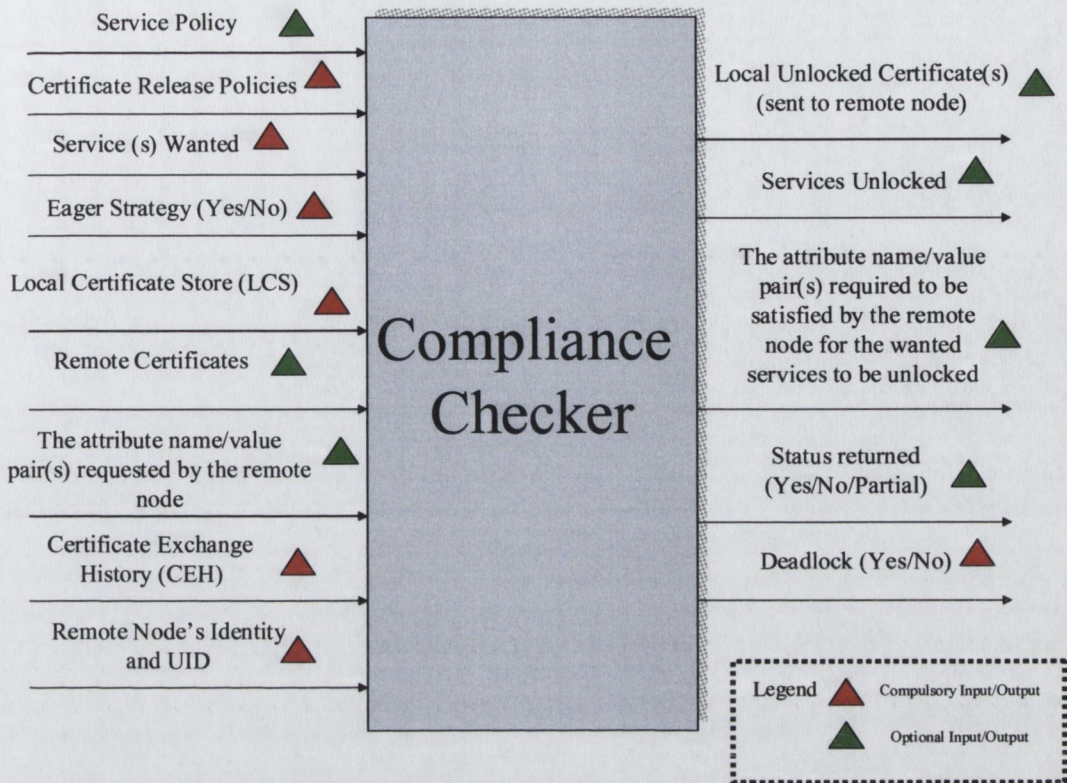 Service Policy
Certificate Release Policies
Service (s) Wanted
Eager Strategy (Yes/No)
Local Certificate Store (LCS)
Remote Certificates
The attribute name/value
pair(s) requested by the remote
node
Certificate Exchange
History (CEH)
Remote Node's Identity
and UID
Compliance
Checker
Local Unlocked Certificate(s)
(sent to remote node)
Services Unlocked
The attribute name/value
pair(s) required to be
satisfied by the remote
node for the wanted
services to be unlocked
Status returned
(Yes/No/Partial)
Deadlock (Yes/No)
Legend
Compulsory Input/Output
Optional Input/Output